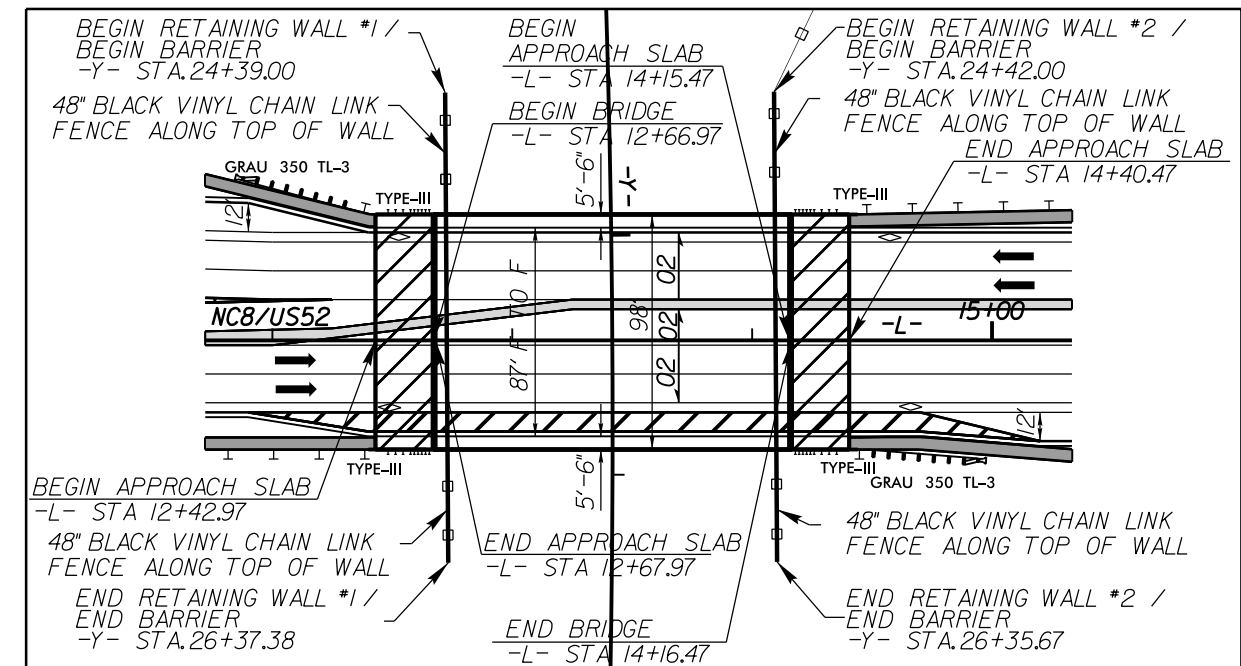 BEGIN RETAINING WALL #1 /
BEGIN BARRIER
-Y- STA.24+39.00
48" BLACK VINYL CHAIN LINK
FENCE ALONG TOP OF WALL
BEGIN
APPROACH SLAB
-L- STA 14+15.47
BEGIN BRIDGE
-L- STA 12+66.97
BEGIN RETAINING WALL #2 /
BEGIN BARRIER
-Y- STA.24+42.00
48" BLACK VINYL CHAIN LINK
FENCE ALONG TOP OF WALL
END APPROACH SLAB
-L- STA 14+40.47
GRAU 350 TL-3
TYPE-III
5'-6"
-Y-
TYPE-III
12'
NC8/US52
87' F TO F
98'
02
02
02
02
-L-
15+00
12'
TYPE-III
5'-6"
TYPE-III
GRAU 350 TL-3
BEGIN APPROACH SLAB
-L- STA 12+42.97
48" BLACK VINYL CHAIN LINK
FENCE ALONG TOP OF WALL
END RETAINING WALL #1 /
END BARRIER
-Y- STA.26+37.38
END APPROACH SLAB
-L- STA 12+67.97
END BRIDGE
-L- STA 14+16.47
48" BLACK VINYL CHAIN LINK
FENCE ALONG TOP OF WALL
END RETAINING WALL #2 /
END BARRIER
-Y- STA.26+35.67